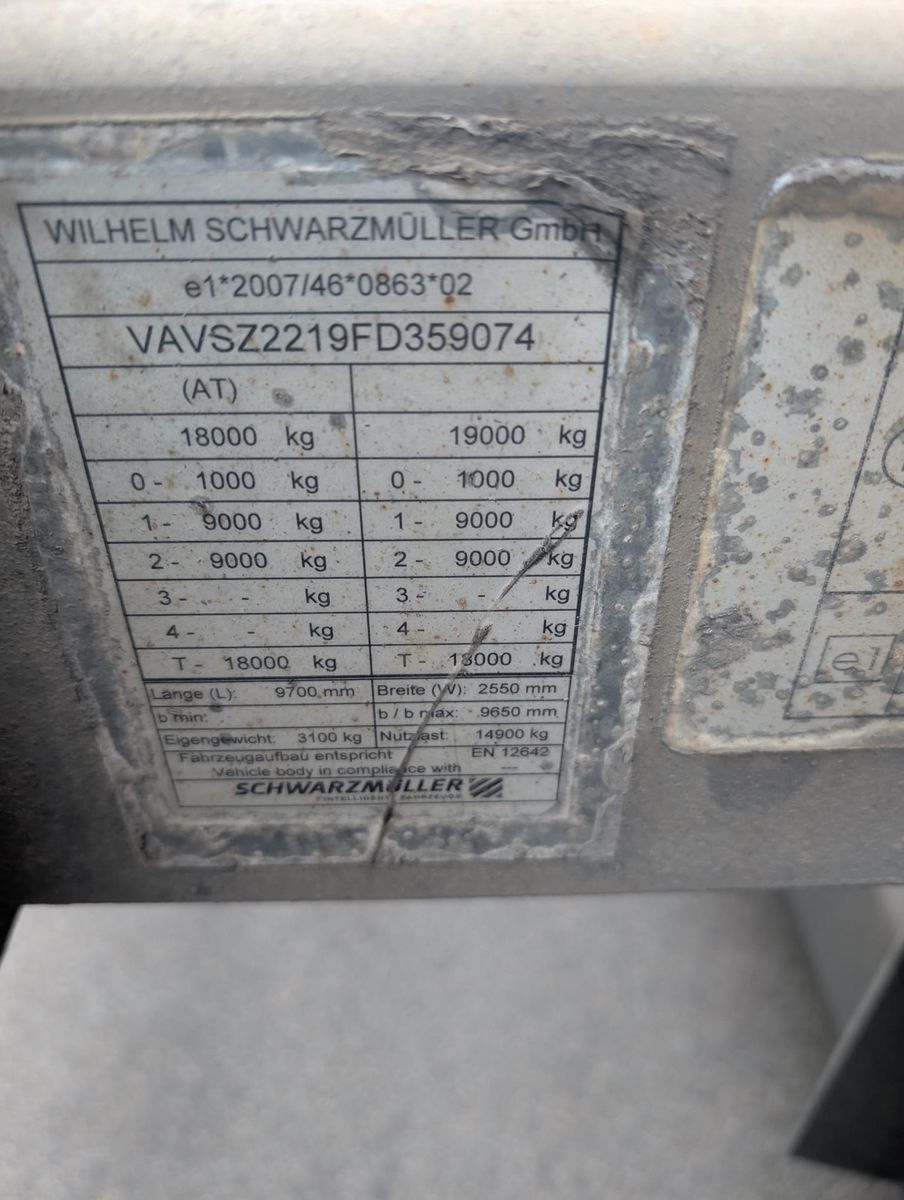 WILHELM SCHWARZMÜLLER GmbH
e1*2007/46*0863*02
VAVSZ2219FD359074
(AT)
18000 kg 19000 kg
0 - 1000 kg 0 - 1000 kg
1 - 9000 kg 1 - 9000 kg
2 - 9000 kg 2 - 9000 kg
3 - - kg 3 - - kg
4 - - kg 4 - kg
T - 18000 kg T - 18000 kg
Länge (L): 9700 mm Breite (W): 2550 mm
b min: b / b max: 9650 mm
Eigengewicht: 3100 kg Nutzlast: 14900 kg
Fahrzeugaufbau entspricht EN 12642
Vehicle body in compliance with ---
SCHWARZMÜLLER
INTELLIGENTE FAHRZEUGE
e1